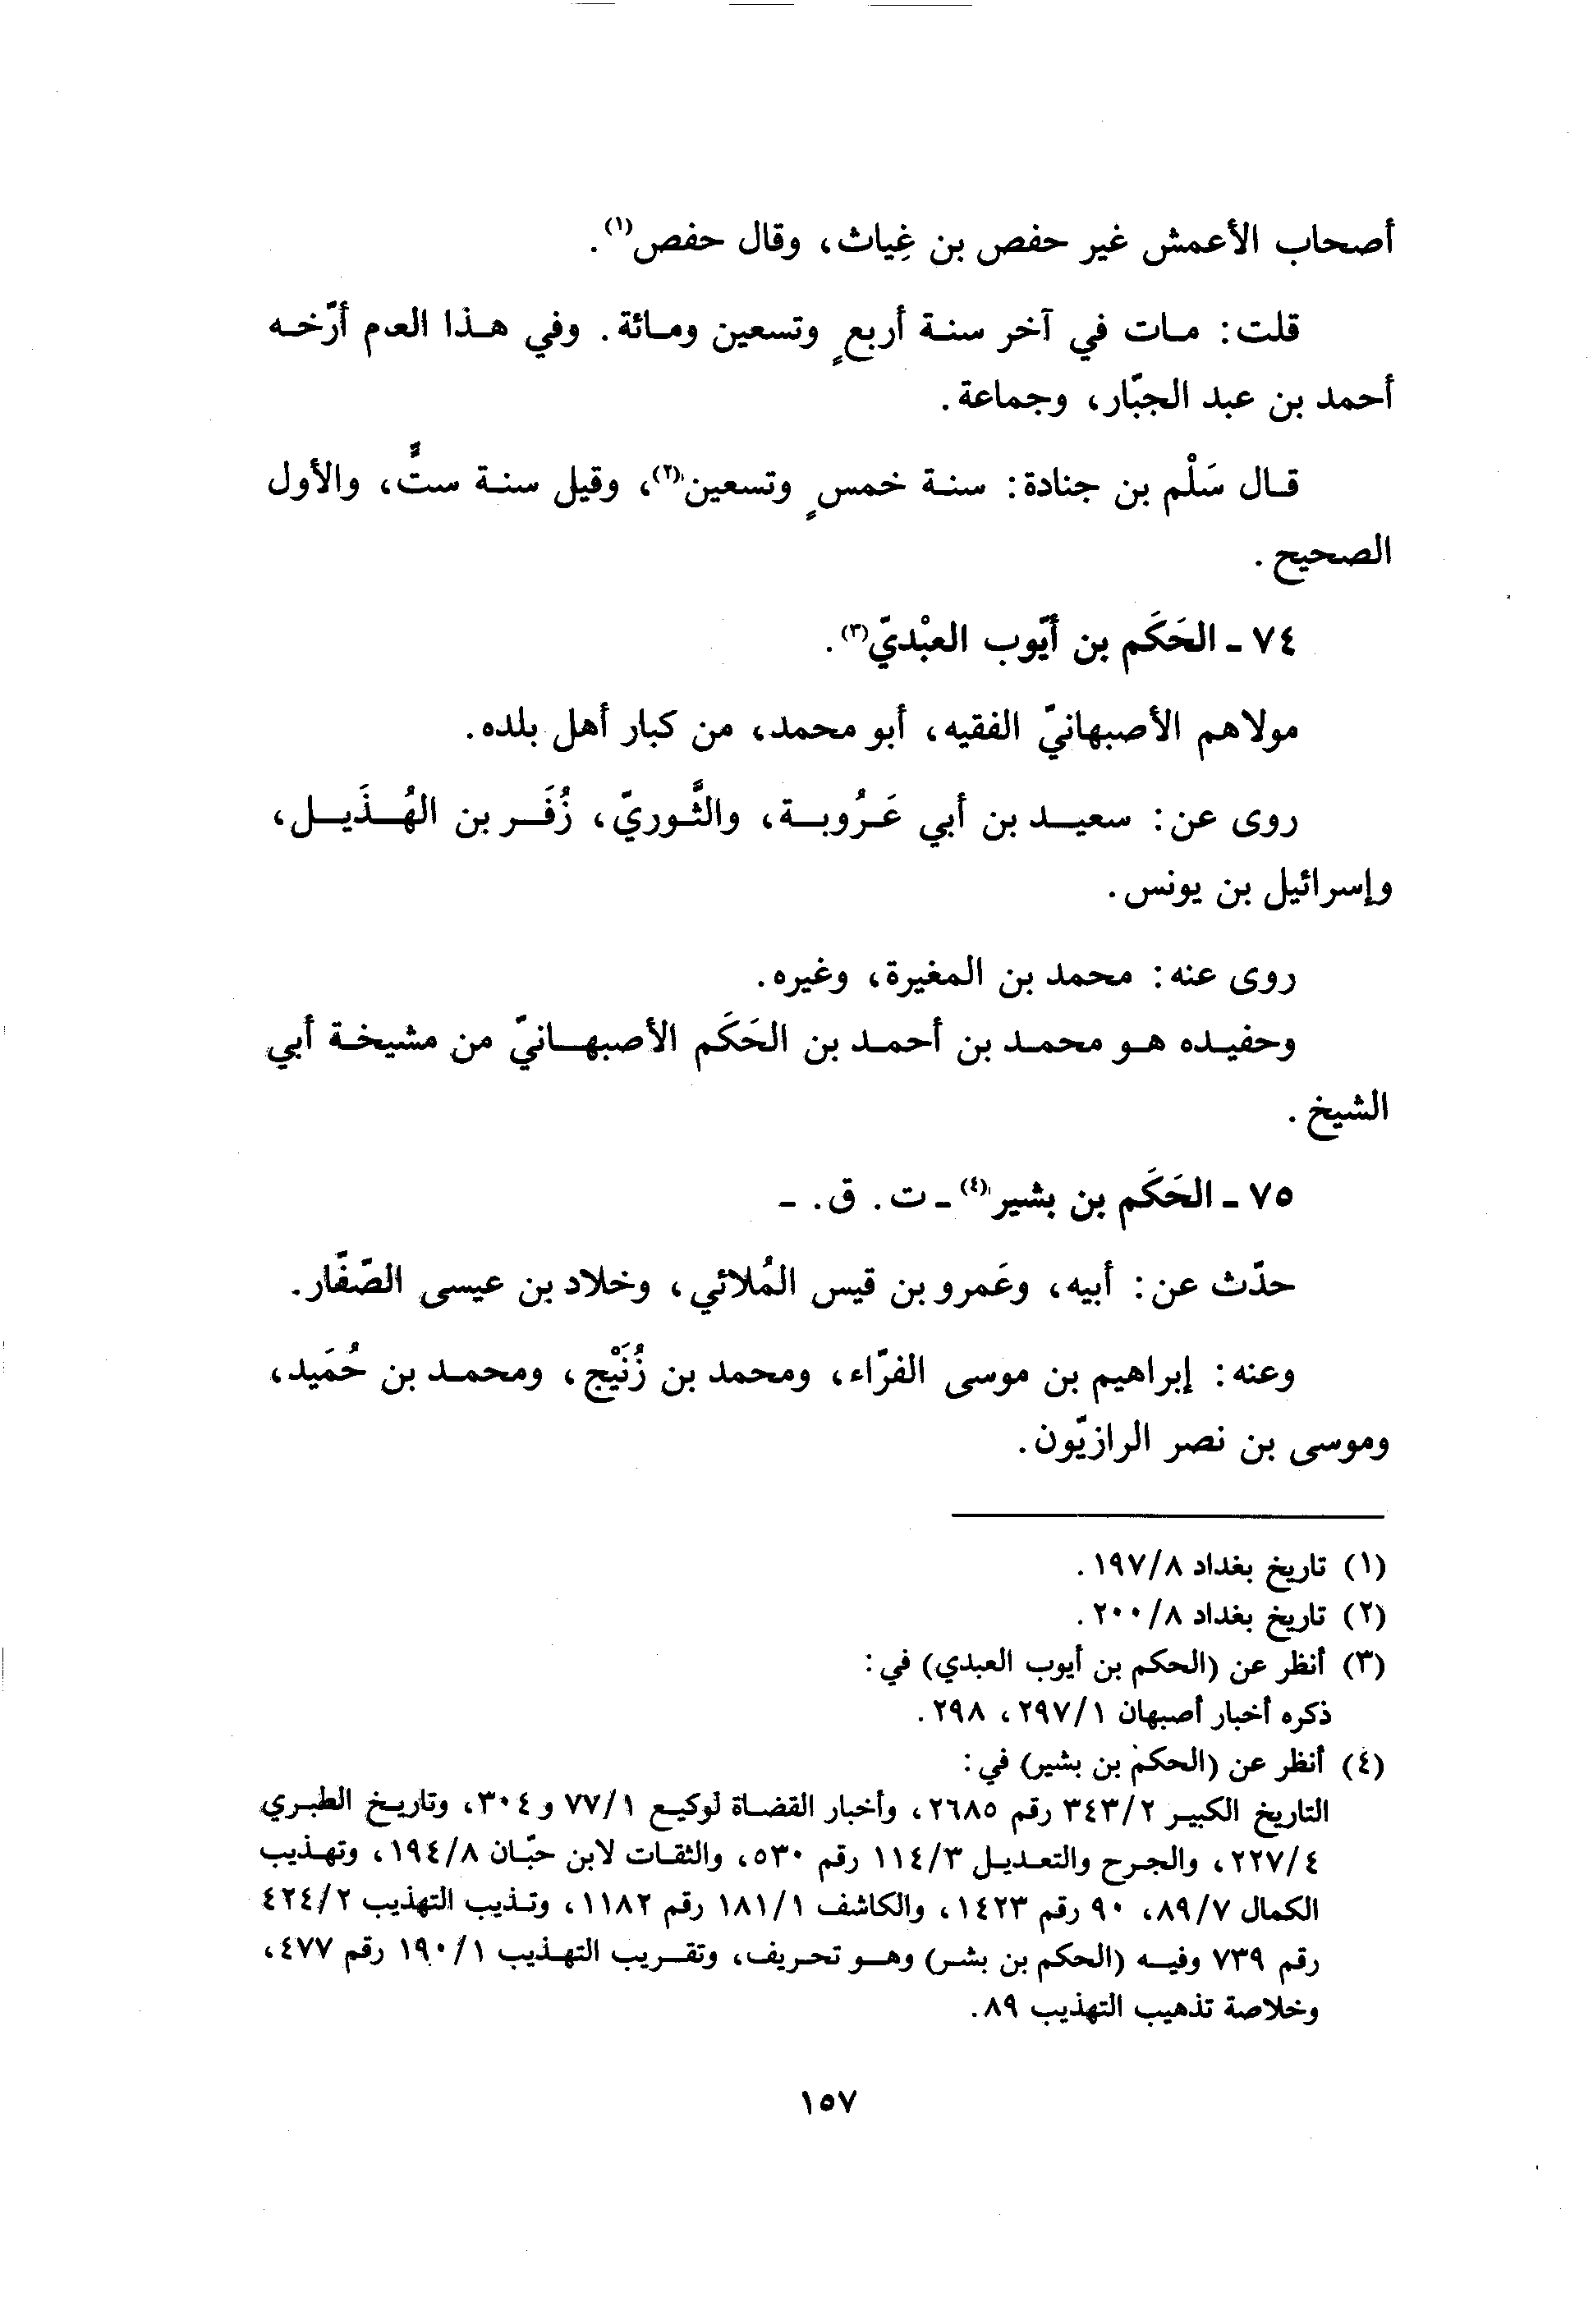 أصحاب الأعمش غير حفص بن غِياث، وقال حفص(١).
قلت: مات في آخر سنة أربعٍ وتسعين ومائة. وفي هذا العام أرّخه
أحمد بن عبد الجبّار، وجماعة.
قال سَلْم بن جنادة: سنة خمسٍ وتسعين(٢)، وقيل سنة ستٍّ، والأول
الصحيح.
٧٤ - الحَكَم بن أيّوب العبْديّ(٣).
مولاهم الأصبهانيّ الفقيه، أبو محمد، من كبار أهل بلده.
روى عن: سعيد بن أبي عَرُوبة، والثَّوريّ، زُفَر بن الهُذَيل،
وإسرائيل بن يونس.
روى عنه: محمد بن المغيرة، وغيره.
وحفيده هو محمد بن أحمد بن الحَكَم الأصبهانيّ من مشيخة أبي
الشيخ.
٧٥ - الحَكَم بن بشير(٤) - ت. ق. -
حدّث عن: أبيه، وعَمرو بن قيس المُلائي، وخلاد بن عيسى الصّفّار.
وعنه: إبراهيم بن موسى الفرّاء، ومحمد بن زُنَيْج، ومحمد بن حُمَيد،
وموسى بن نصر الرازيّون.
(١) تاريخ بغداد ١٩٧/٨.
(٢) تاريخ بغداد ٢٠٠/٨.
(٣) أنظر عن (الحكم بن أيوب العبدي) في:
ذكره أخبار أصبهان ٢٩٧/١، ٢٩٨.
(٤) أنظر عن (الحكم بن بشير) في:
التاريخ الكبير ٣٤٣/٢ رقم ٢٦٨٥، وأخبار القضاة لوكيع ٧٧/١ و٣٠٤، وتاريخ الطبري
٢٢٧/٤، والجرح والتعديل ١١٤/٣ رقم ٥٣٠، والثقات لابن حبّان ١٩٤/٨، وتهذيب
الكمال ٨٩/٧، ٩٠ رقم ١٤٢٣، والكاشف ١٨١/١ رقم ١١٨٢، وتذيب التهذيب ٤٢٤/٢
رقم ٧٣٩ وفيه (الحكم بن بشر) وهو تحريف، وتقريب التهذيب ١٩٠/١ رقم ٤٧٧،
وخلاصة تذهيب التهذيب ٨٩.
١٥٧